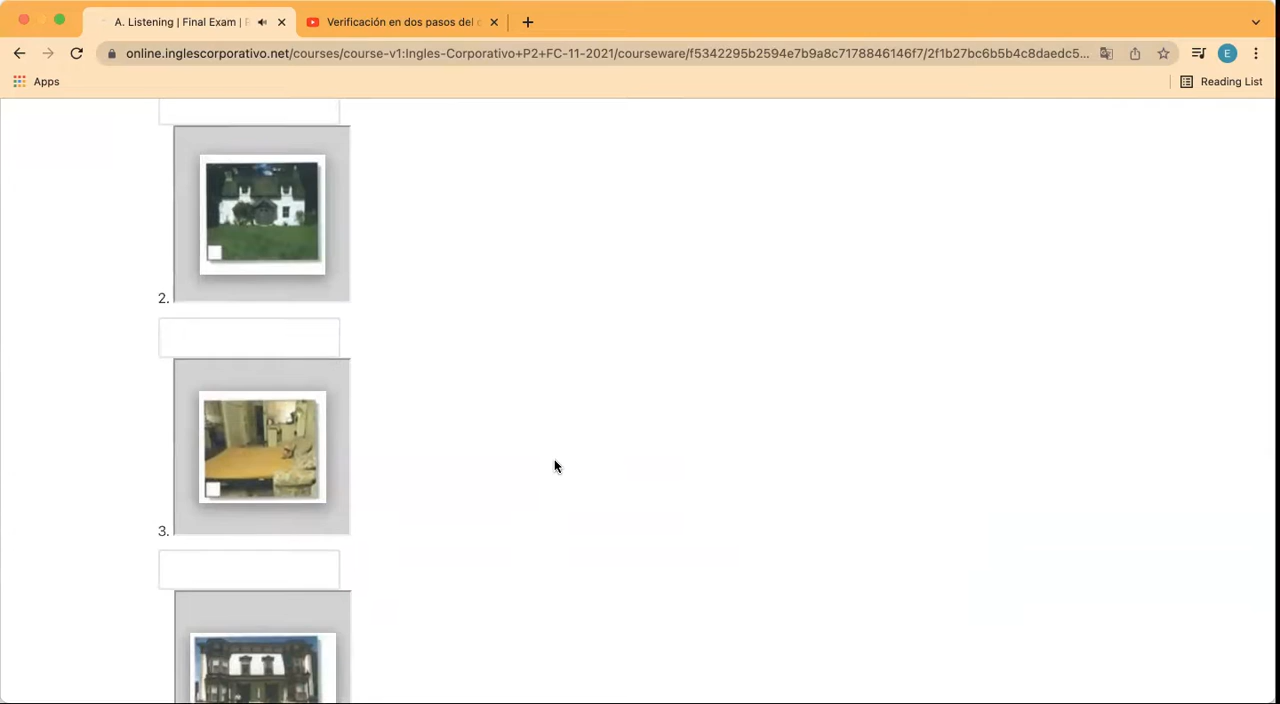 A. Listening | Final Exam |
Verificación en dos pasos del
online.inglescorporativo.net/courses/course-v1:Ingles-Corporativo+P2+FC-11-2021/courseware/f5342295b2594e7b9a8c7178846146f7/2f1b27bc6b5b4c8daedc5...
E
Apps
Reading List
2.
3.